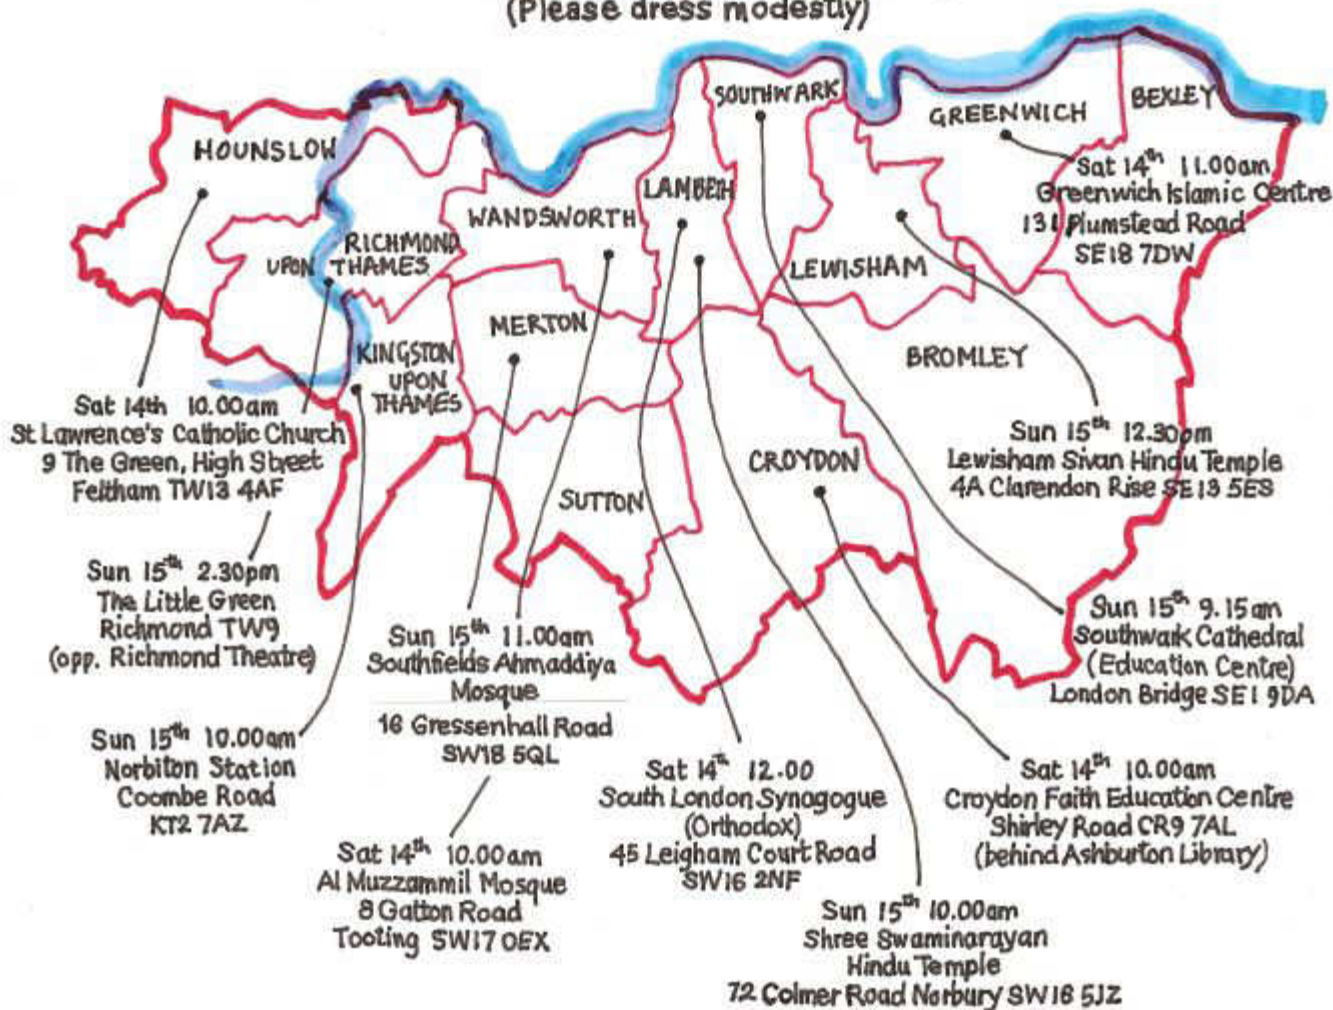 (Please dress modestly)
HOUNSLOW
RICHMOND
UPON THAMES
KINGSTON
UPON
THAMES
WANDSWORTH
MERTON
SUTTON
LAMBETH
SOUTHWARK
LEWISHAM
CROYDON
GREENWICH
BEXLEY
BROMLEY
Sat 14th 11.00am
Greenwich Islamic Centre
131 Plumstead Road
SE18 7DW
Sat 14th 10.00am
St Lawrence's Catholic Church
9 The Green, High Street
Feltham TW13 4AF
Sun 15th 12.30pm
Lewisham Sivan Hindu Temple
4A Clarendon Rise SE13 5ES
Sun 15th 2.30pm
The Little Green
Richmond TW9
(opp. Richmond Theatre)
Sun 15th 11.00am
Southfields Ahmaddiya
Mosque
16 Gressenhall Road
SW18 5QL
Sun 15th 9.15am
Southwark Cathedral
(Education Centre)
London Bridge SE1 9DA
Sun 15th 10.00am
Norbiton Station
Coombe Road
KT2 7AZ
Sat 14th 12.00
South London Synagogue
(Orthodox)
45 Leigham Court Road
SW16 2NF
Sat 14th 10.00am
Croydon Faith Education Centre
Shirley Road CR9 7AL
(behind Ashburton Library)
Sat 14th 10.00am
Al Muzzammil Mosque
8 Gatton Road
Tooting SW17 0EX
Sun 15th 10.00am
Shree Swaminarayan
Hindu Temple
72 Colmer Road Norbury SW16 5JZ